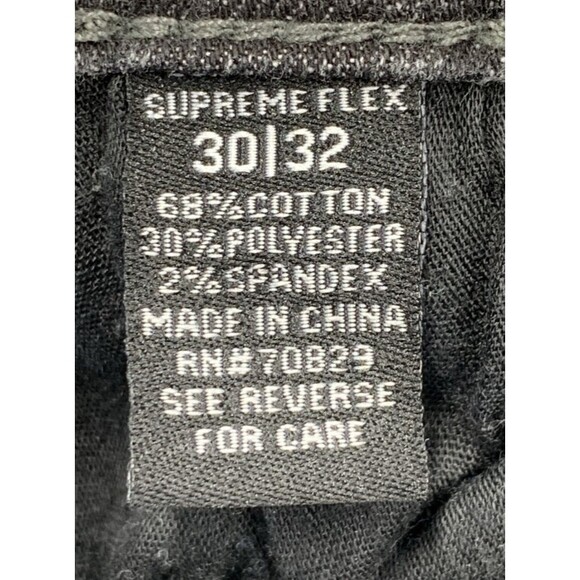 SUPREME FLEX
30|32
68%COTTON
30%POLYESTER
2%SPANDEX
MADE IN CHINA
RN#70829
SEE REVERSE
FOR CARE